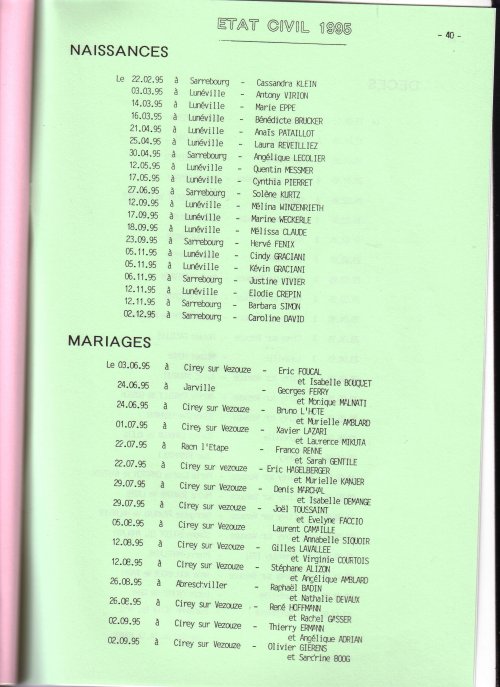 ETAT CIVIL 1995
- 40 -
NAISSANCES
Le 22.02.95 à Sarrebourg - Cassandra KLEIN
03.03.95 à Lunéville - Antony VIRION
14.03.95 à Lunéville - Marie EPPE
16.03.95 à Lunéville - Bénédicte BRUCKER
21.04.95 à Lunéville - Anaïs PATAILLOT
25.04.95 à Lunéville - Laura REVEILLIEZ
30.04.95 à Sarrebourg - Angélique LECOLIER
12.05.95 à Lunéville - Quentin MESSMER
17.05.95 à Lunéville - Cynthia PIERRET
27.06.95 à Sarrebourg - Solène KURTZ
12.09.95 à Lunéville - Mélina WINZENRIETH
17.09.95 à Lunéville - Marine WECKERLE
18.09.95 à Lunéville - Mélissa CLAUDE
23.09.95 à Sarrebourg - Hervé FENIX
05.11.95 à Lunéville - Cindy GRACIANI
05.11.95 à Lunéville - Kévin GRACIANI
06.11.95 à Sarrebourg - Justine VIVIER
12.11.95 à Lunéville - Elodie CREPIN
12.11.95 à Sarrebourg - Barbara SIMON
02.12.95 à Sarrebourg - Caroline DAVID
MARIAGES
Le 03.06.95 à Cirey sur Vezouze - Eric FOUCAL
et Isabelle BOUQUET
24.06.95 à Jarville - Georges FERRY
et Monique MALNATI
24.06.95 à Cirey sur Vezouze - Bruno L'HOTE
et Murielle AMBLARD
01.07.95 à Cirey sur Vezouze - Xavier LAZARI
et Laurence MIKUTA
22.07.95 à Raon l'Etape - Franco RENNE
et Sarah GENTILE
22.07.95 à Cirey sur vezouze - Eric HAGELBERGER
et Murielle KANJER
29.07.95 à Cirey sur Vezouze - Denis MARCHAL
et Isabelle DEMANGE
29.07.95 à Cirey sur vezouze - Joël TOUSSAINT
et Evelyne FACCIO
05.08.95 à Cirey sur Vezouze Laurent CAMAILLE
et Annabelle SIQUOIR
12.08.95 à Cirey sur Vezouze - Gilles LAVALLEE
et Virginie COURTOIS
12.08.95 à Cirey sur Vezouze - Stéphane ALIZON
et Angélique AMBLARD
26.08.95 à Abreschviller - Raphaël BADIN
et Nathalie DEVAUX
26.08.95 à Cirey sur Vezouze - René HOFFMANN
et Rachel GASSER
02.09.95 à Cirey sur Vezouze - Thierry ERMANN
et Angélique ADRIAN
02.09.95 à Cirey sur Vezouze - Olivier GIERENS
et Sandrine BOOG